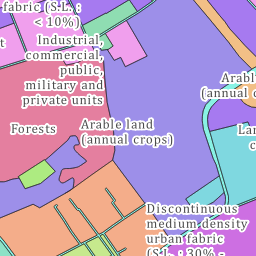 fabric (S.L. :
< 10%)
Industrial,
commercial,
public,
military and
private units
Forests
Arable land
(annual crops)
Arabl
(annual c
Lan
c
Discontinuous
medium density
urban fabric
(S.L. : 30% -
t